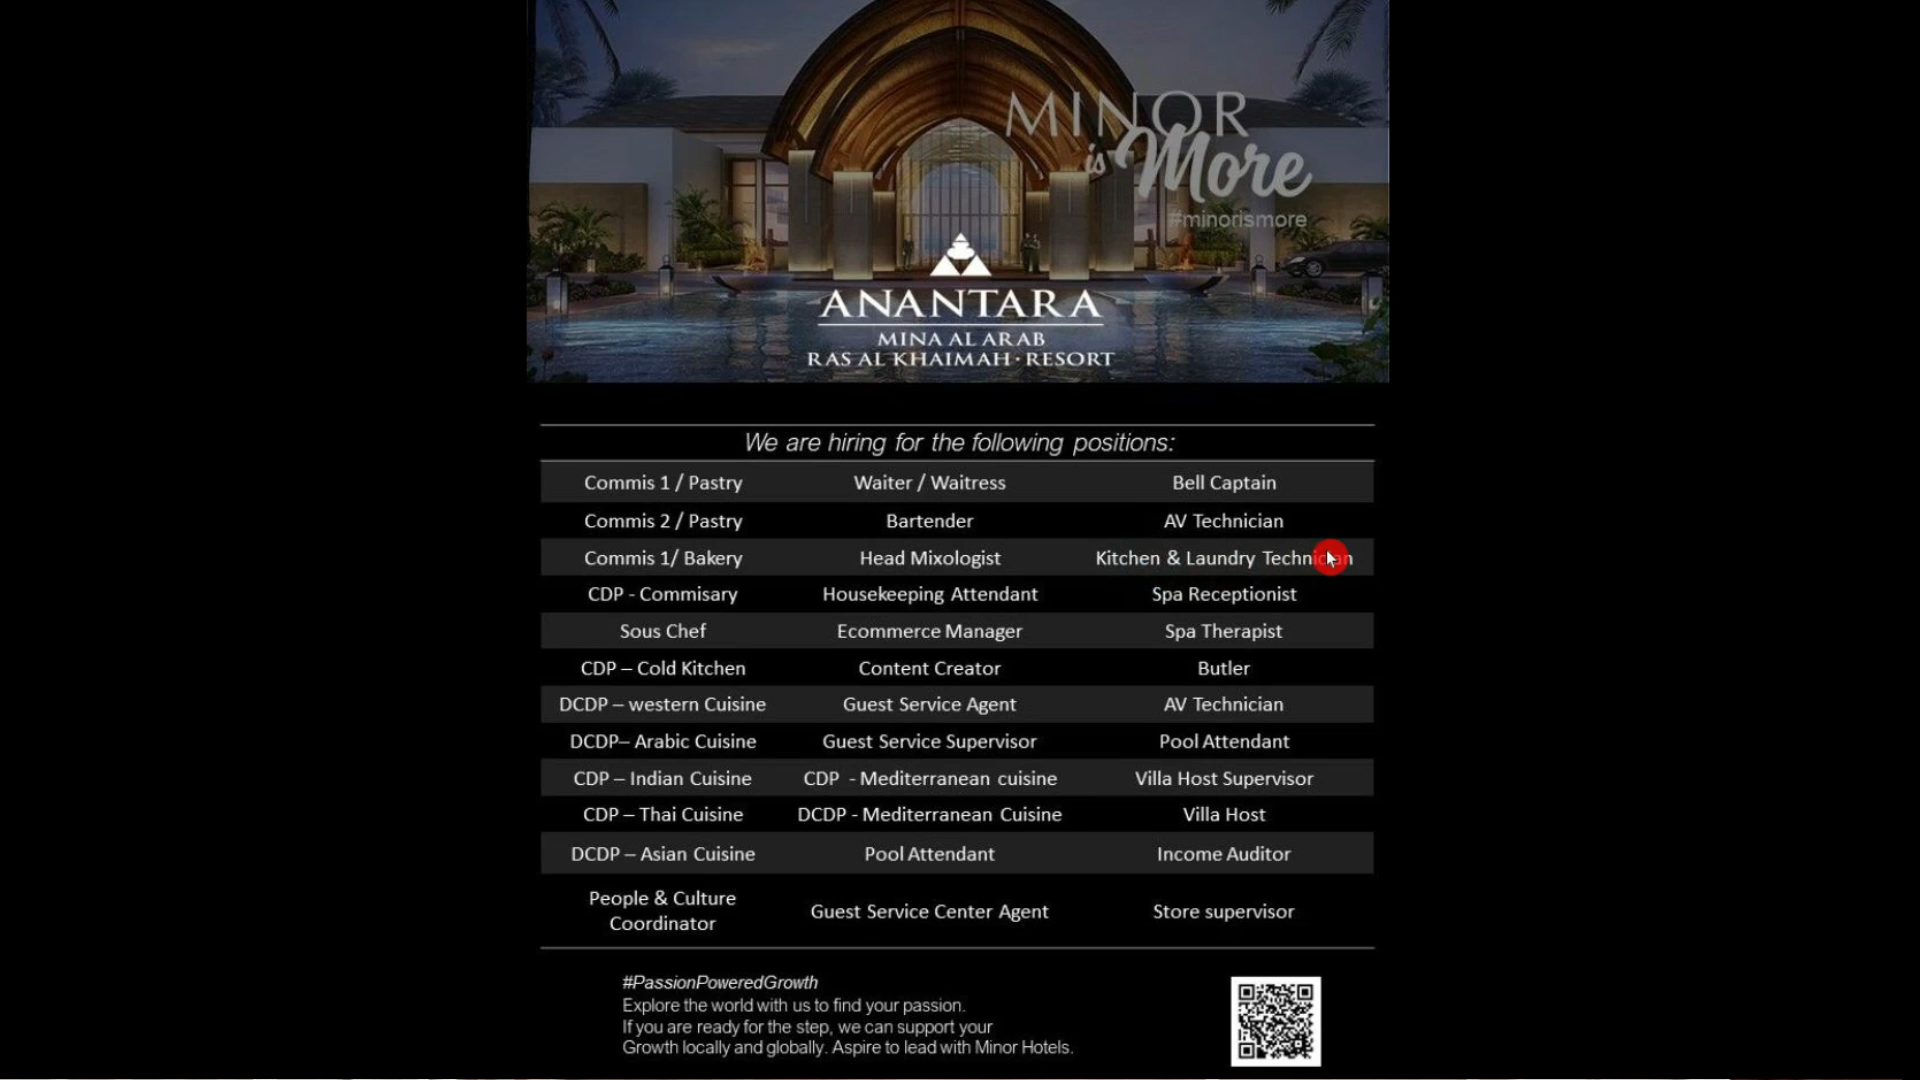 MINOR
is More
#minorismore
ANANTARA
MINA AL ARAB
RAS AL KHAIMAH · RESORT
We are hiring for the following positions:
Commis 1 / Pastry Waiter / Waitress Bell Captain
Commis 2 / Pastry Bartender AV Technician
Commis 1/ Bakery Head Mixologist Kitchen & Laundry Technician
CDP - Commisary Housekeeping Attendant Spa Receptionist
Sous Chef Ecommerce Manager Spa Therapist
CDP – Cold Kitchen Content Creator Butler
DCDP – western Cuisine Guest Service Agent AV Technician
DCDP– Arabic Cuisine Guest Service Supervisor Pool Attendant
CDP – Indian Cuisine CDP - Mediterranean cuisine Villa Host Supervisor
CDP – Thai Cuisine DCDP - Mediterranean Cuisine Villa Host
DCDP – Asian Cuisine Pool Attendant Income Auditor
People & Culture
Coordinator Guest Service Center Agent Store supervisor
#PassionPoweredGrowth
Explore the world with us to find your passion.
If you are ready for the step, we can support your
Growth locally and globally. Aspire to lead with Minor Hotels.